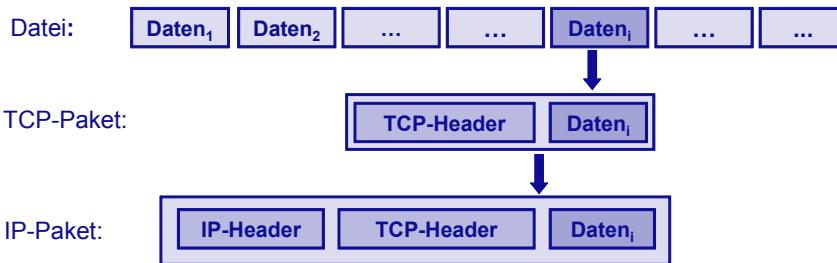 Datei: Daten₁ Daten₂ ... ... Datenᵢ ... ...
TCP-Paket: TCP-Header Datenᵢ
IP-Paket: IP-Header TCP-Header Datenᵢ